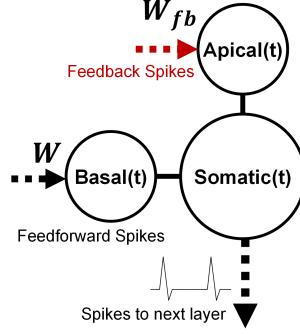 W_fb
Apical(t)
Feedback Spikes
W
Basal(t)
Somatic(t)
Feedforward Spikes
Spikes to next layer